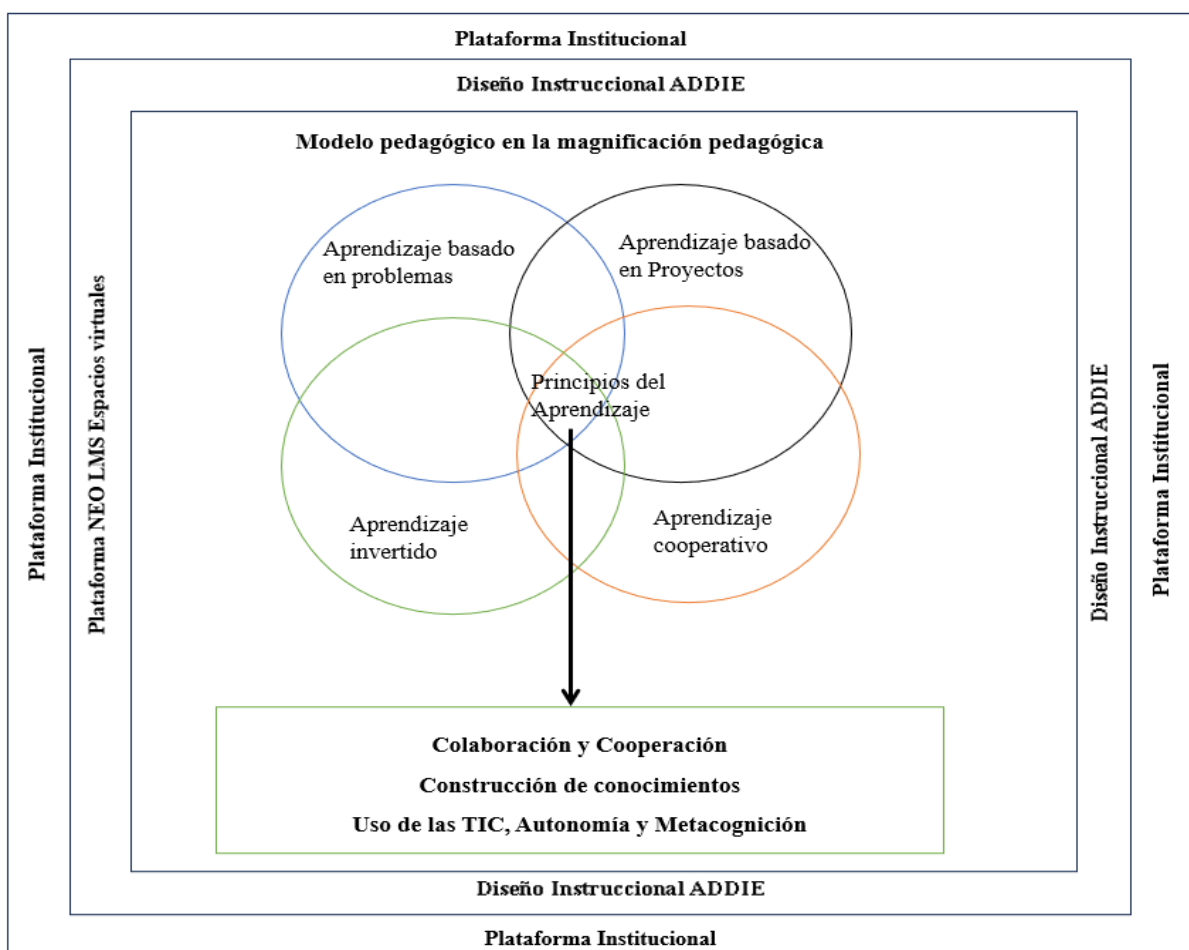 Plataforma Institucional
Diseño Instruccional ADDIE
Modelo pedagógico en la magnificación pedagógica
Aprendizaje basado
en problemas
Aprendizaje basado
en Proyectos
Plataforma Institucional
Plataforma NEO LMS Espacios virtuales
Principios del
Aprendizaje
Diseño Instruccional ADDIE
Plataforma Institucional
Aprendizaje
invertido
Aprendizaje
cooperativo
Colaboración y Cooperación
Construcción de conocimientos
Uso de las TIC, Autonomía y Metacognición
Diseño Instruccional ADDIE
Plataforma Institucional